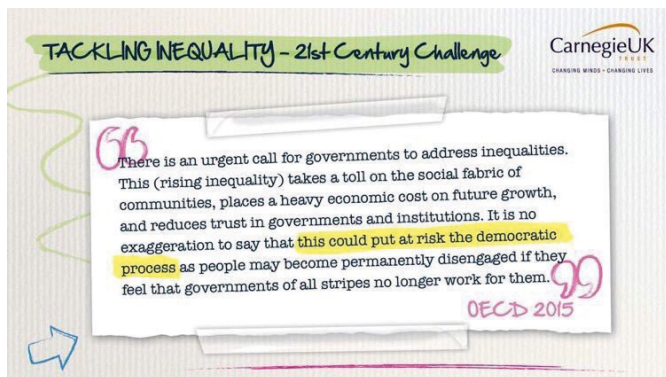 TACKLING INEQUALITY – 21st Century Challenge
CarnegieUK
TRUST
CHANGING MINDS • CHANGING LIVES
There is an urgent call for governments to address inequalities.
This (rising inequality) takes a toll on the social fabric of
communities, places a heavy economic cost on future growth,
and reduces trust in governments and institutions. It is no
exaggeration to say that this could put at risk the democratic
process as people may become permanently disengaged if they
feel that governments of all stripes no longer work for them.
OECD 2015